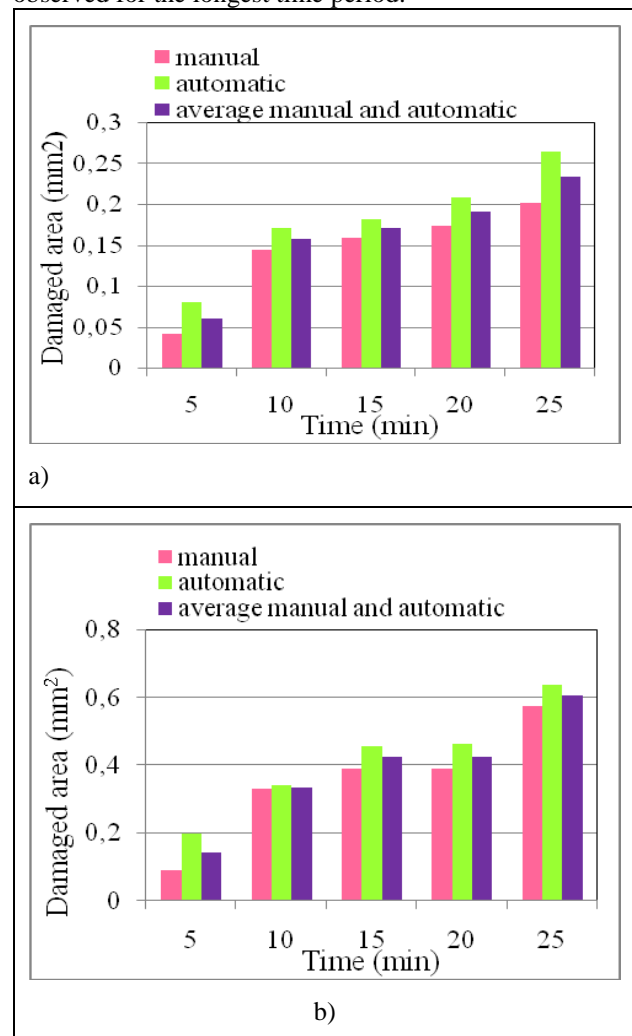 observed for the longest time period.
manual
automatic
average manual and automatic
0,3
0,25
0,2
0,15
0,1
0,05
0
Damaged area (mm2)
5 10 15 20 25
Time (min)
a)
manual
automatic
average manual and automatic
0,8
0,6
0,4
0,2
0
Damaged area (mm²)
5 10 15 20 25
Time (min)
b)